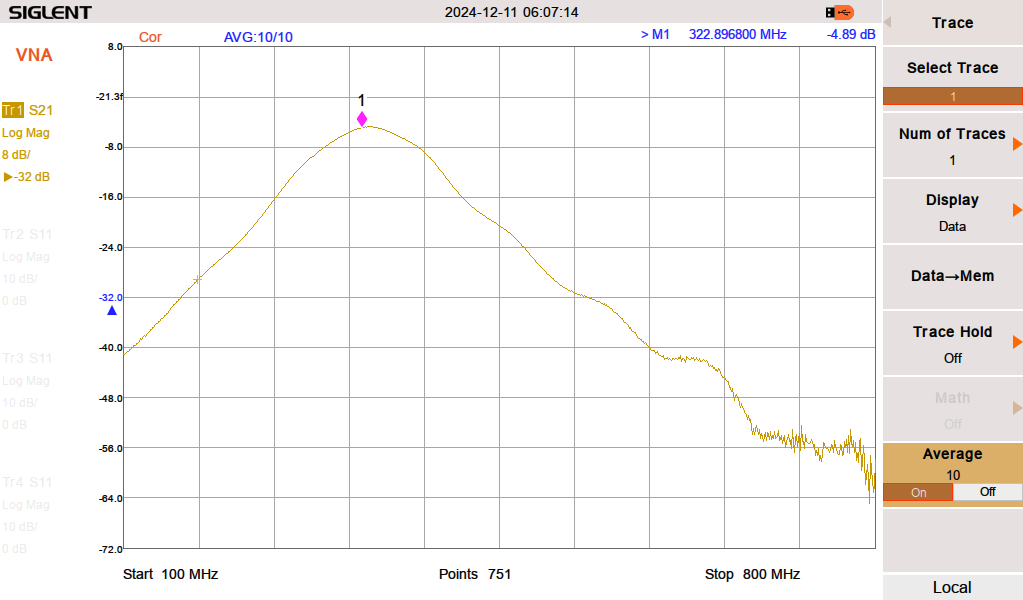 SIGLENT 2024-12-11 06:07:14
VNA
Cor AVG:10/10 > M1 322.896800 MHz -4.89 dB
Tr1 S21
Log Mag
8 dB/
-32 dB
Tr2 S11
Log Mag
10 dB/
0 dB
Tr3 S11
Log Mag
10 dB/
0 dB
Tr4 S11
Log Mag
10 dB/
0 dB
8.0
-21.3f
-8.0
-16.0
-24.0
-32.0
-40.0
-48.0
-56.0
-64.0
-72.0
1
Start 100 MHz Points 751 Stop 800 MHz
Trace
Select Trace
1
Num of Traces
1
Display
Data
Data→Mem
Trace Hold
Off
Math
Off
Average
10
On Off
Local